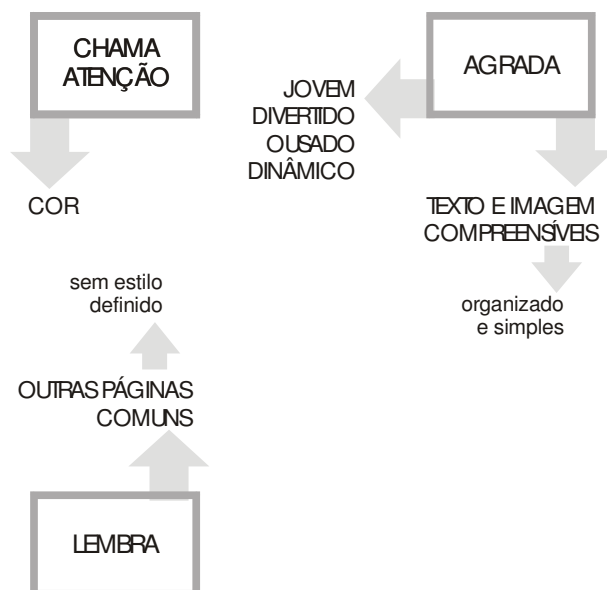 CHAMA
ATENÇÃO
COR
AGRADA
JOVEM
DIVERTIDO
OUSADO
DINÂMICO
TEXTO E IMAGEM
COMPREENSÍVEIS
organizado
e simples
sem estilo
definido
OUTRAS PÁGINAS
COMUNS
LEMBRA